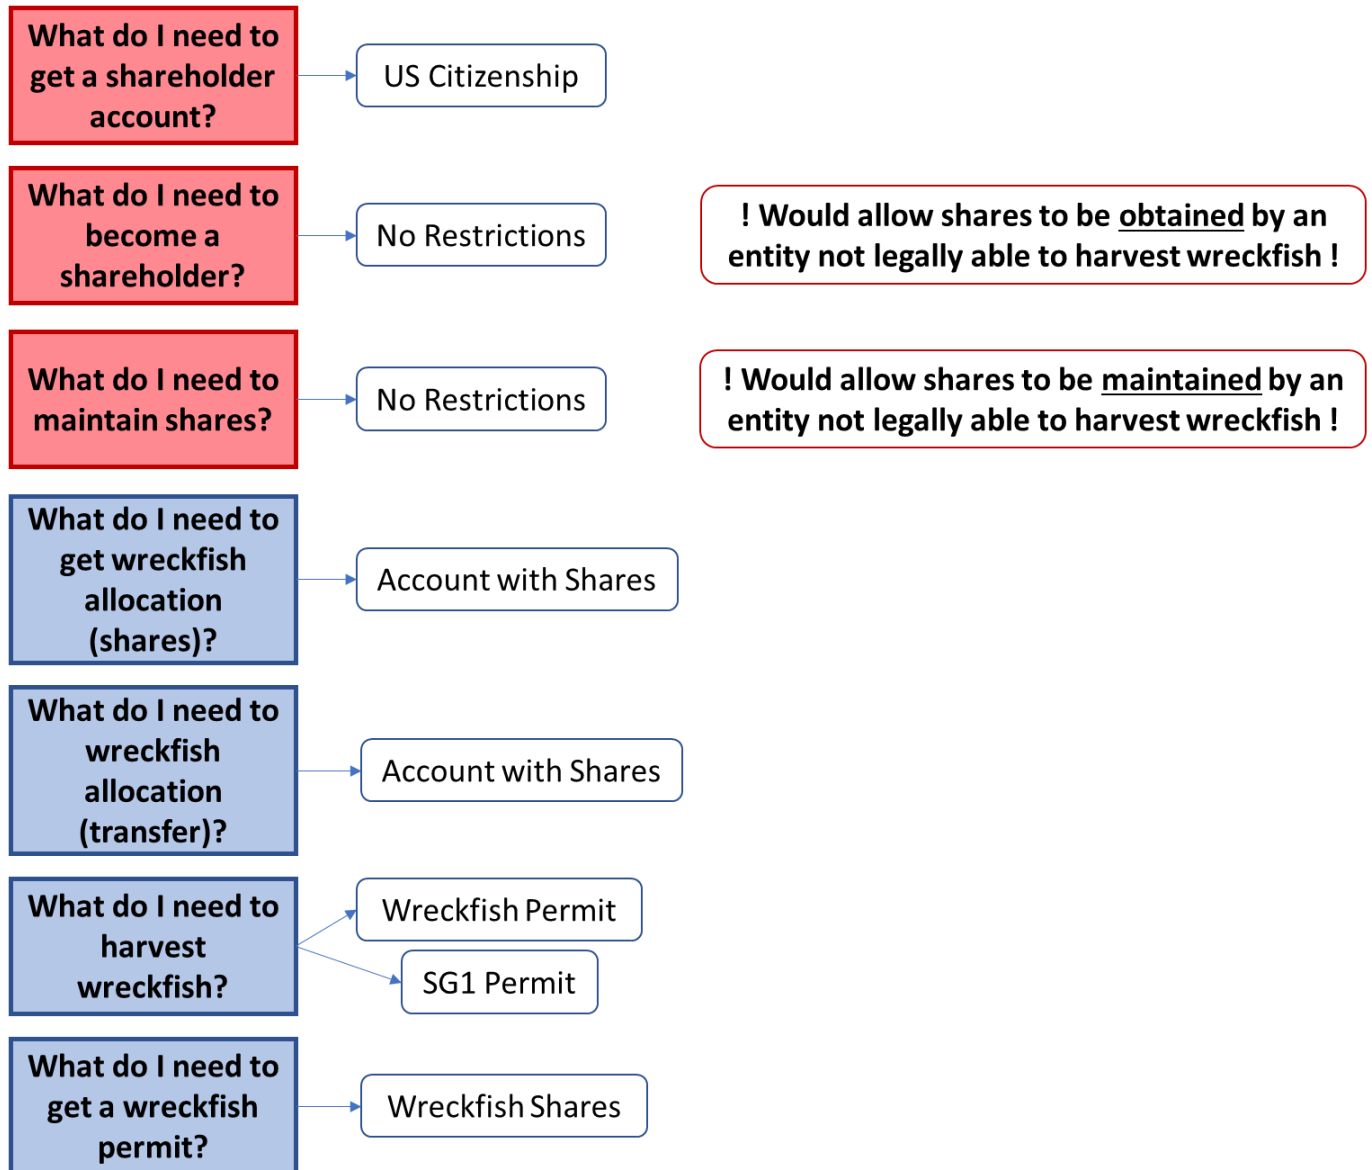 What do I need to
get a shareholder
account?
US Citizenship
What do I need to
become a
shareholder?
No Restrictions
! Would allow shares to be obtained by an
entity not legally able to harvest wreckfish !
What do I need to
maintain shares?
No Restrictions
! Would allow shares to be maintained by an
entity not legally able to harvest wreckfish !
What do I need to
get wreckfish
allocation
(shares)?
Account with Shares
What do I need to
wreckfish
allocation
(transfer)?
Account with Shares
What do I need to
harvest
wreckfish?
Wreckfish Permit
SG1 Permit
What do I need to
get a wreckfish
permit?
Wreckfish Shares